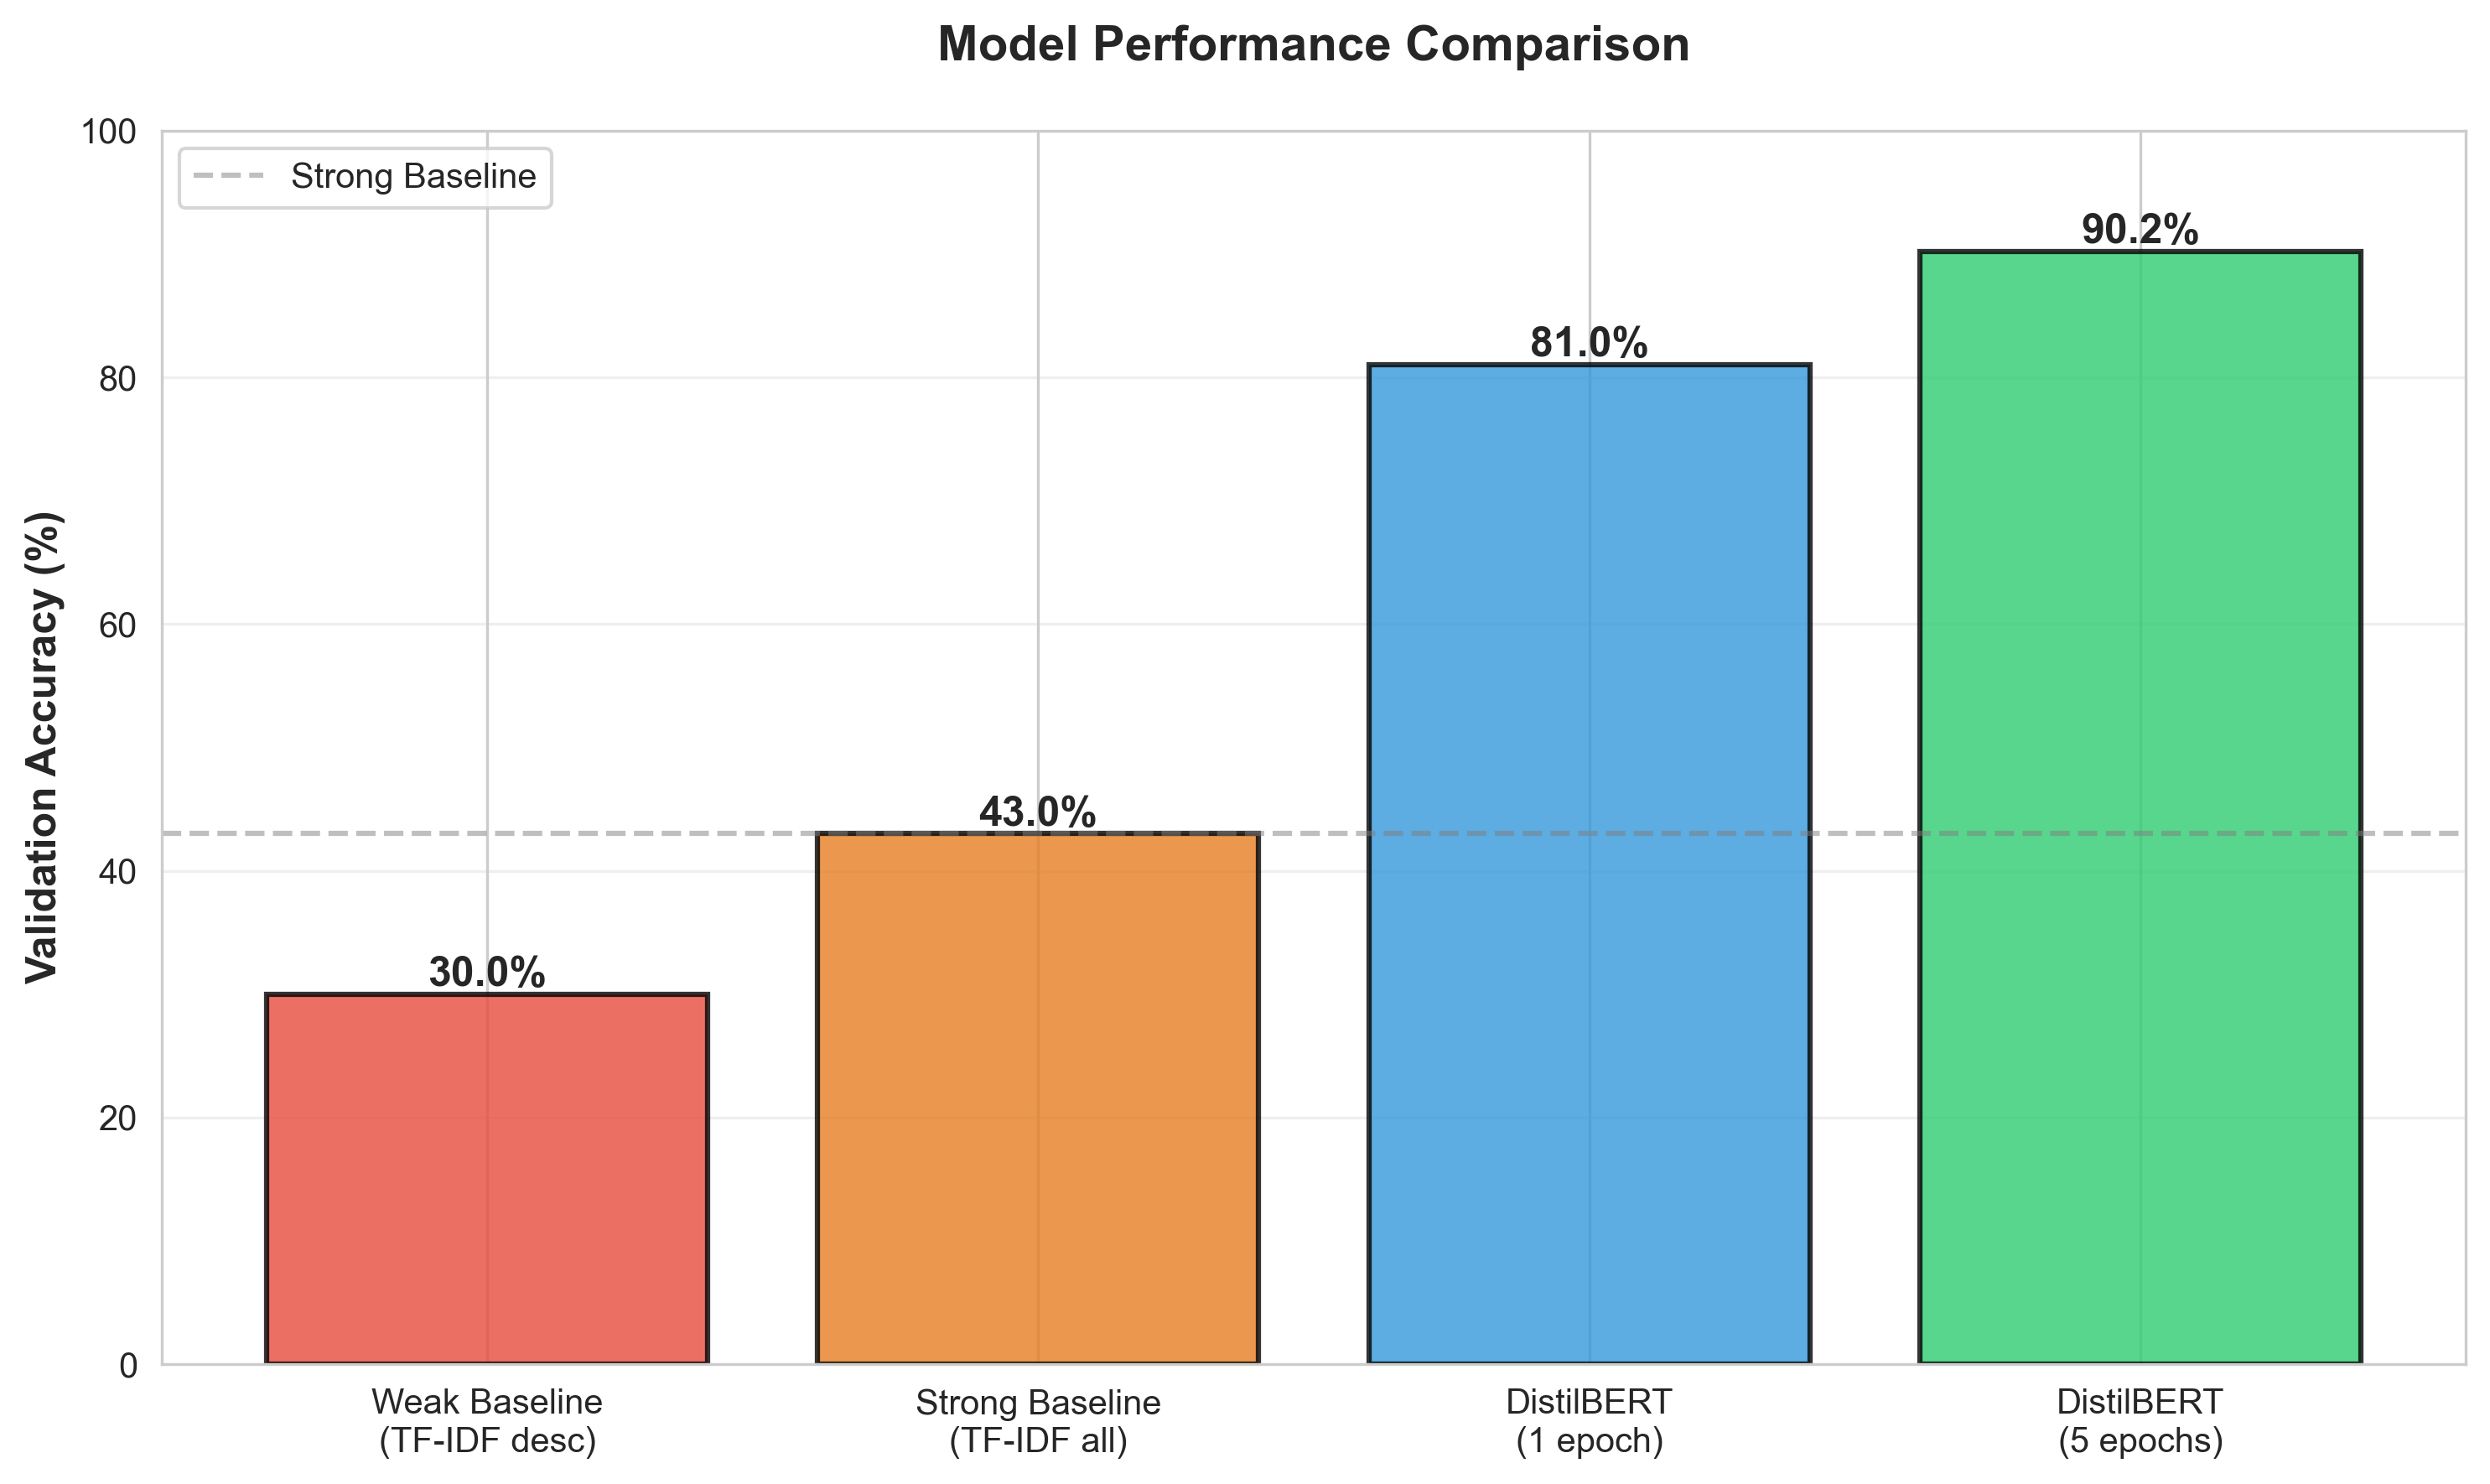 Model Performance Comparison
100
Strong Baseline
90.2%
81.0%
80
60
Validation Accuracy (%)
43.0%
40
30.0%
20
0
Weak Baseline
(TF-IDF desc)
Strong Baseline
(TF-IDF all)
DistilBERT
(1 epoch)
DistilBERT
(5 epochs)